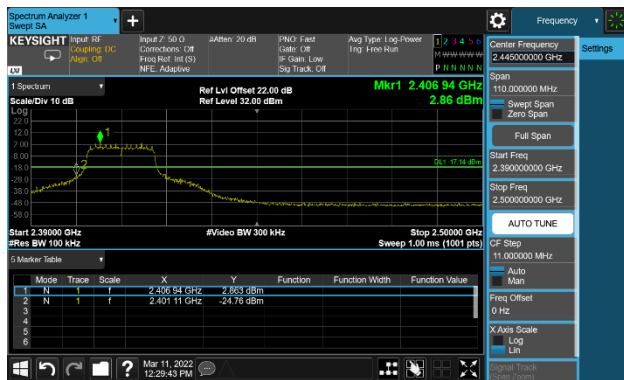 Spectrum Analyzer 1
Swept SA
Frequency
KEYSIGHT
Input: RF
Coupling: DC
Align: Off
Input Z: 50 Ω
Corrections: Off
Freq Ref: Int (S)
NFE: Adaptive
#Atten: 20 dB
PNO: Fast
Gate: Off
IF Gain: Low
Sig Track: Off
Avg Type: Log-Power
Trig: Free Run
1 2 3 4 5 6
M W W W W W
P N N N N N
LXI
Center Frequency
2.445000000 GHz
Settings
1 Spectrum
Scale/Div 10 dB
Ref Lvl Offset 22.00 dB
Ref Level 32.00 dBm
Mkr1 2.406 94 GHz
2.86 dBm
Log
22.0
12.0
2.00
-8.00
-18.0
-28.0
-38.0
-48.0
-58.0
1
2
DL1 -17.14 dBm
Start 2.39000 GHz
#Res BW 100 kHz
#Video BW 300 kHz
Stop 2.50000 GHz
Sweep 1.00 ms (1001 pts)
Span
110.000000 MHz
Swept Span
Zero Span
Full Span
Start Freq
2.390000000 GHz
Stop Freq
2.500000000 GHz
AUTO TUNE
CF Step
11.000000 MHz
Auto
Man
Freq Offset
0 Hz
X Axis Scale
Log
Lin
Signal Track
(Span Zoom)
5 Marker Table
Mode Trace Scale X Y Function Function Width Function Value
1 N 1 f 2.406 94 GHz 2.863 dBm
2 N 1 f 2.401 11 GHz -24.76 dBm
3
4
5
6
Mar 11, 2022
12:29:43 PM